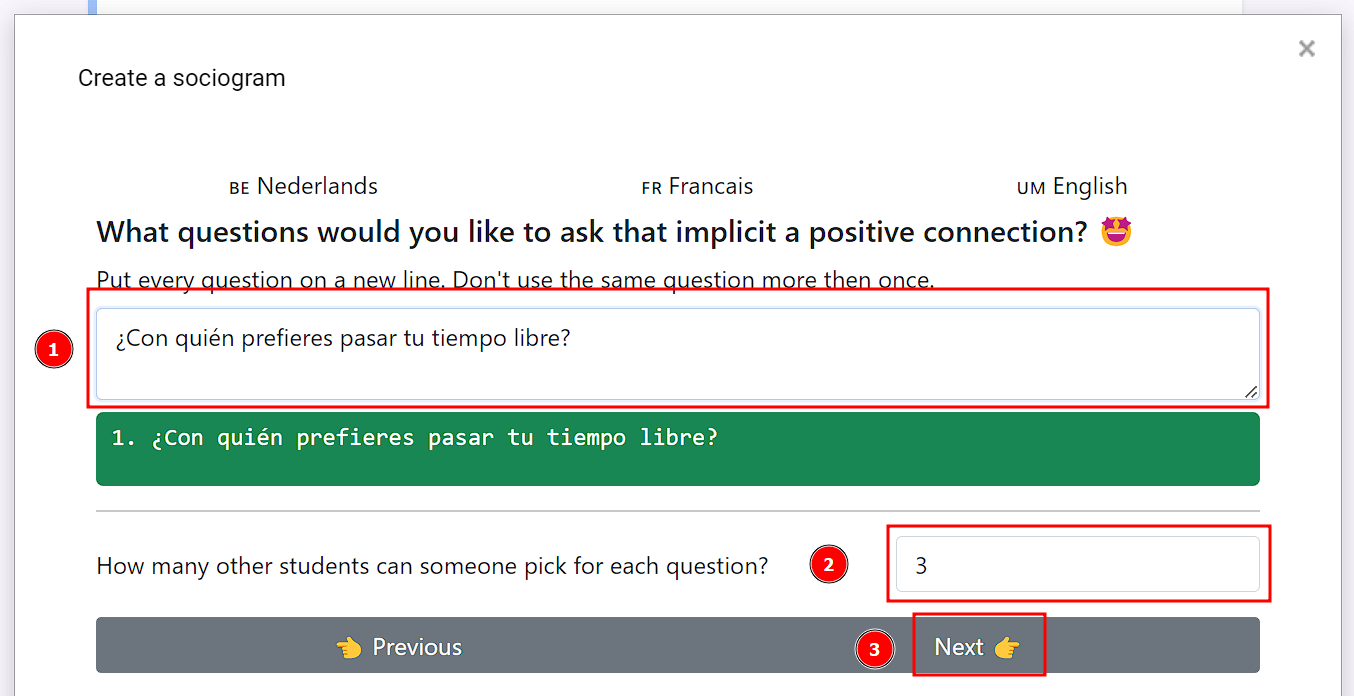 Create a sociogram
×
BE Nederlands FR Francais UM English
What questions would you like to ask that implicit a positive connection? 🤩
Put every question on a new line. Don't use the same question more then once.
1
¿Con quién prefieres pasar tu tiempo libre?
1. ¿Con quién prefieres pasar tu tiempo libre?
How many other students can someone pick for each question? 2 3
👈 Previous 3 Next 👉